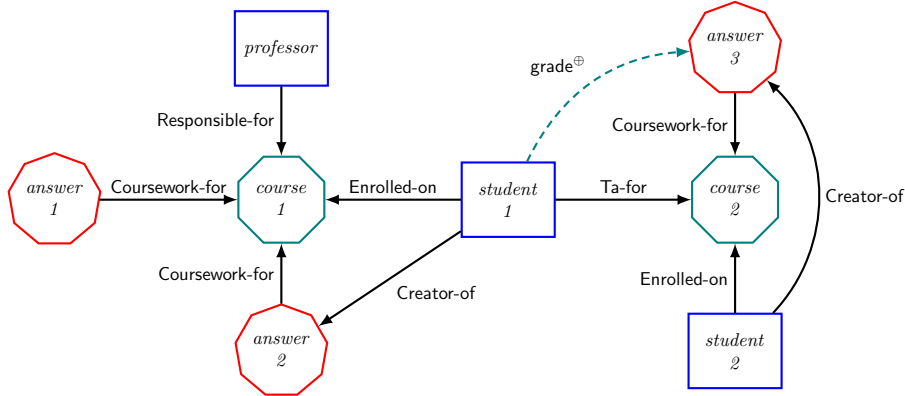 professor
answer
3
grade⊕
Responsible-for
Coursework-for
answer
1
Coursework-for
course
1
Enrolled-on
student
1
Ta-for
course
2
Creator-of
Coursework-for
Creator-of
Enrolled-on
answer
2
student
2